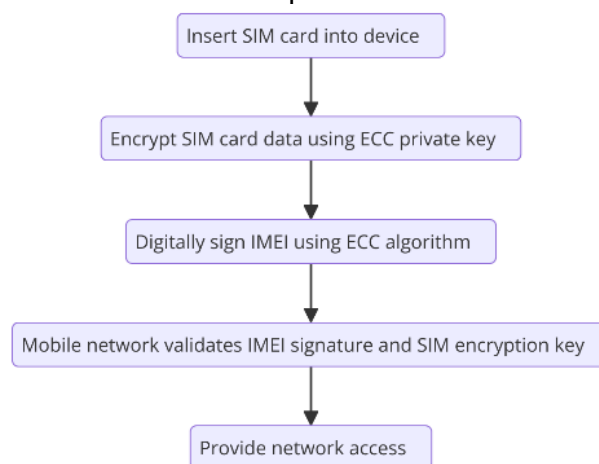 Insert SIM card into device
Encrypt SIM card data using ECC private key
Digitally sign IMEI using ECC algorithm
Mobile network validates IMEI signature and SIM encryption key
Provide network access